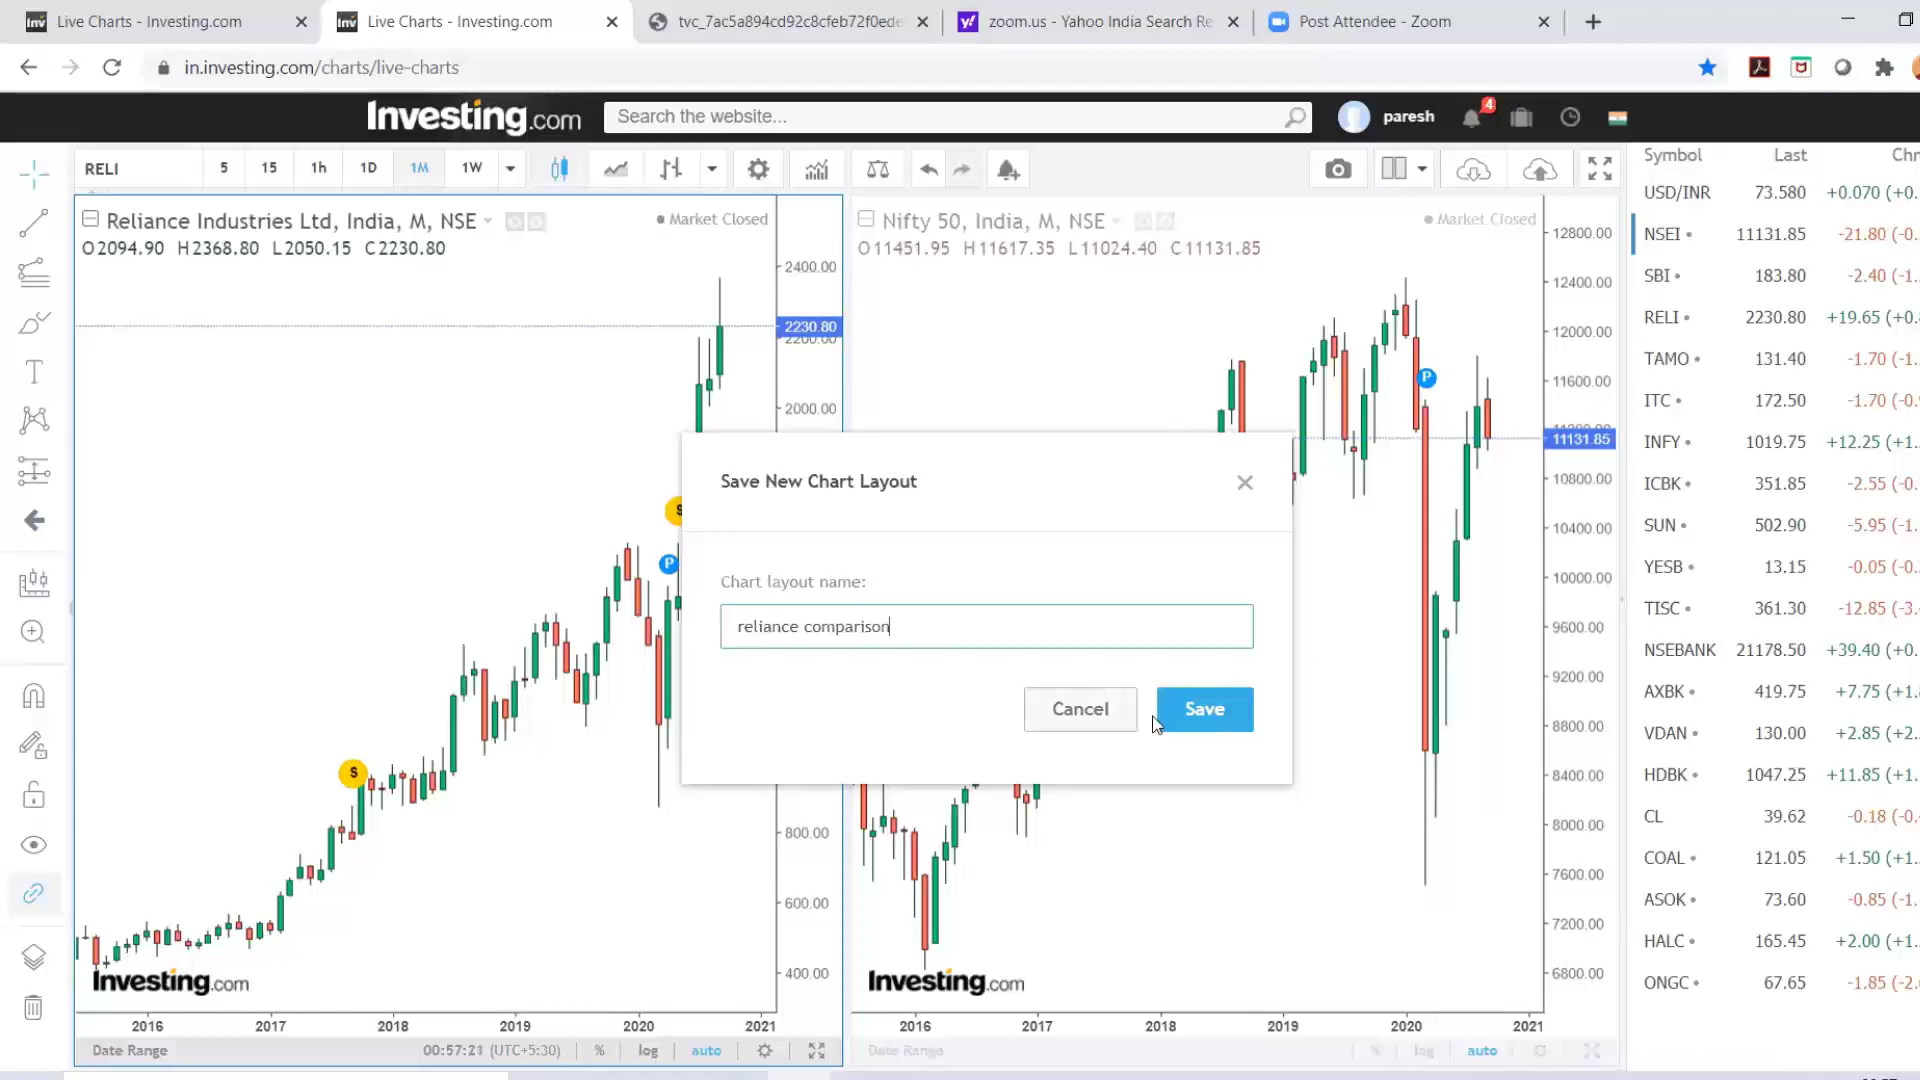 Live Charts - Investing.com
Live Charts - Investing.com
tvc_7ac5a894cd92c8cfeb72f0ede
zoom.us - Yahoo India Search Re
Post Attendee - Zoom
in.investing.com/charts/live-charts
Investing.com
Search the website...
paresh
4
RELI 5 15 1h 1D 1M 1W
Reliance Industries Ltd, India, M, NSE
Market Closed
O2094.90 H2368.80 L2050.15 C2230.80
Nifty 50, India, M, NSE
Market Closed
O11451.95 H11617.35 L11024.40 C11131.85
2400.00
2230.80
2200.00
2000.00
800.00
600.00
400.00
12800.00
12400.00
12000.00
11600.00
11131.85
10800.00
10400.00
10000.00
9600.00
9200.00
8800.00
8400.00
8000.00
7600.00
7200.00
6800.00
$
P
$
P
Save New Chart Layout
Chart layout name:
reliance comparison
Cancel
Save
Investing.com
Investing.com
2016 2017 2018 2019 2020 2021
2016 2017 2018 2019 2020 2021
Date Range 00:57:21 (UTC+5:30) % log auto
Date Range % log auto
Symbol Last
USD/INR 73.580 +0.070
NSEI 11131.85 -21.80
SBI 183.80 -2.40
RELI 2230.80 +19.65
TAMO 131.40 -1.70
ITC 172.50 -1.70
INFY 1019.75 +12.25
ICBK 351.85 -2.55
SUN 502.90 -5.95
YESB 13.15 -0.05
TISC 361.30 -12.85
NSEBANK 21178.50 +39.40
AXBK 419.75 +7.75
VDAN 130.00 +2.85
HDBK 1047.25 +11.85
CL 39.62 -0.18
COAL 121.05 +1.50
ASOK 73.60 -0.85
HALC 165.45 +2.00
ONGC 67.65 -1.85